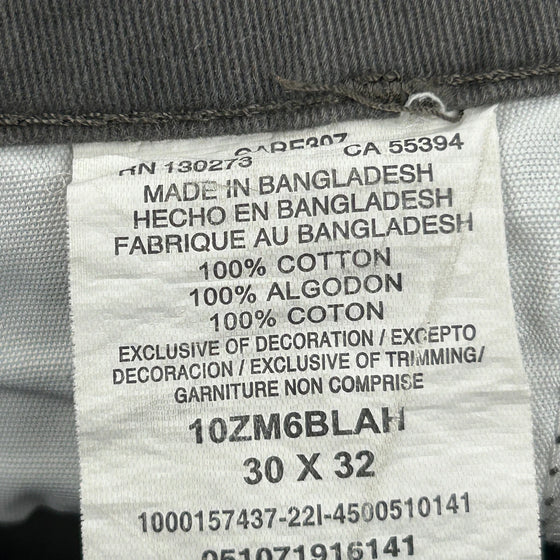 RN 130273 CA 55394
MADE IN BANGLADESH
HECHO EN BANGLADESH
FABRIQUE AU BANGLADESH
100% COTTON
100% ALGODON
100% COTON
EXCLUSIVE OF DECORATION / EXCEPTO
DECORACION / EXCLUSIVE OF TRIMMING/
GARNITURE NON COMPRISE
10ZM6BLAH
30 X 32
1000157437-22I-4500510141
051071916141